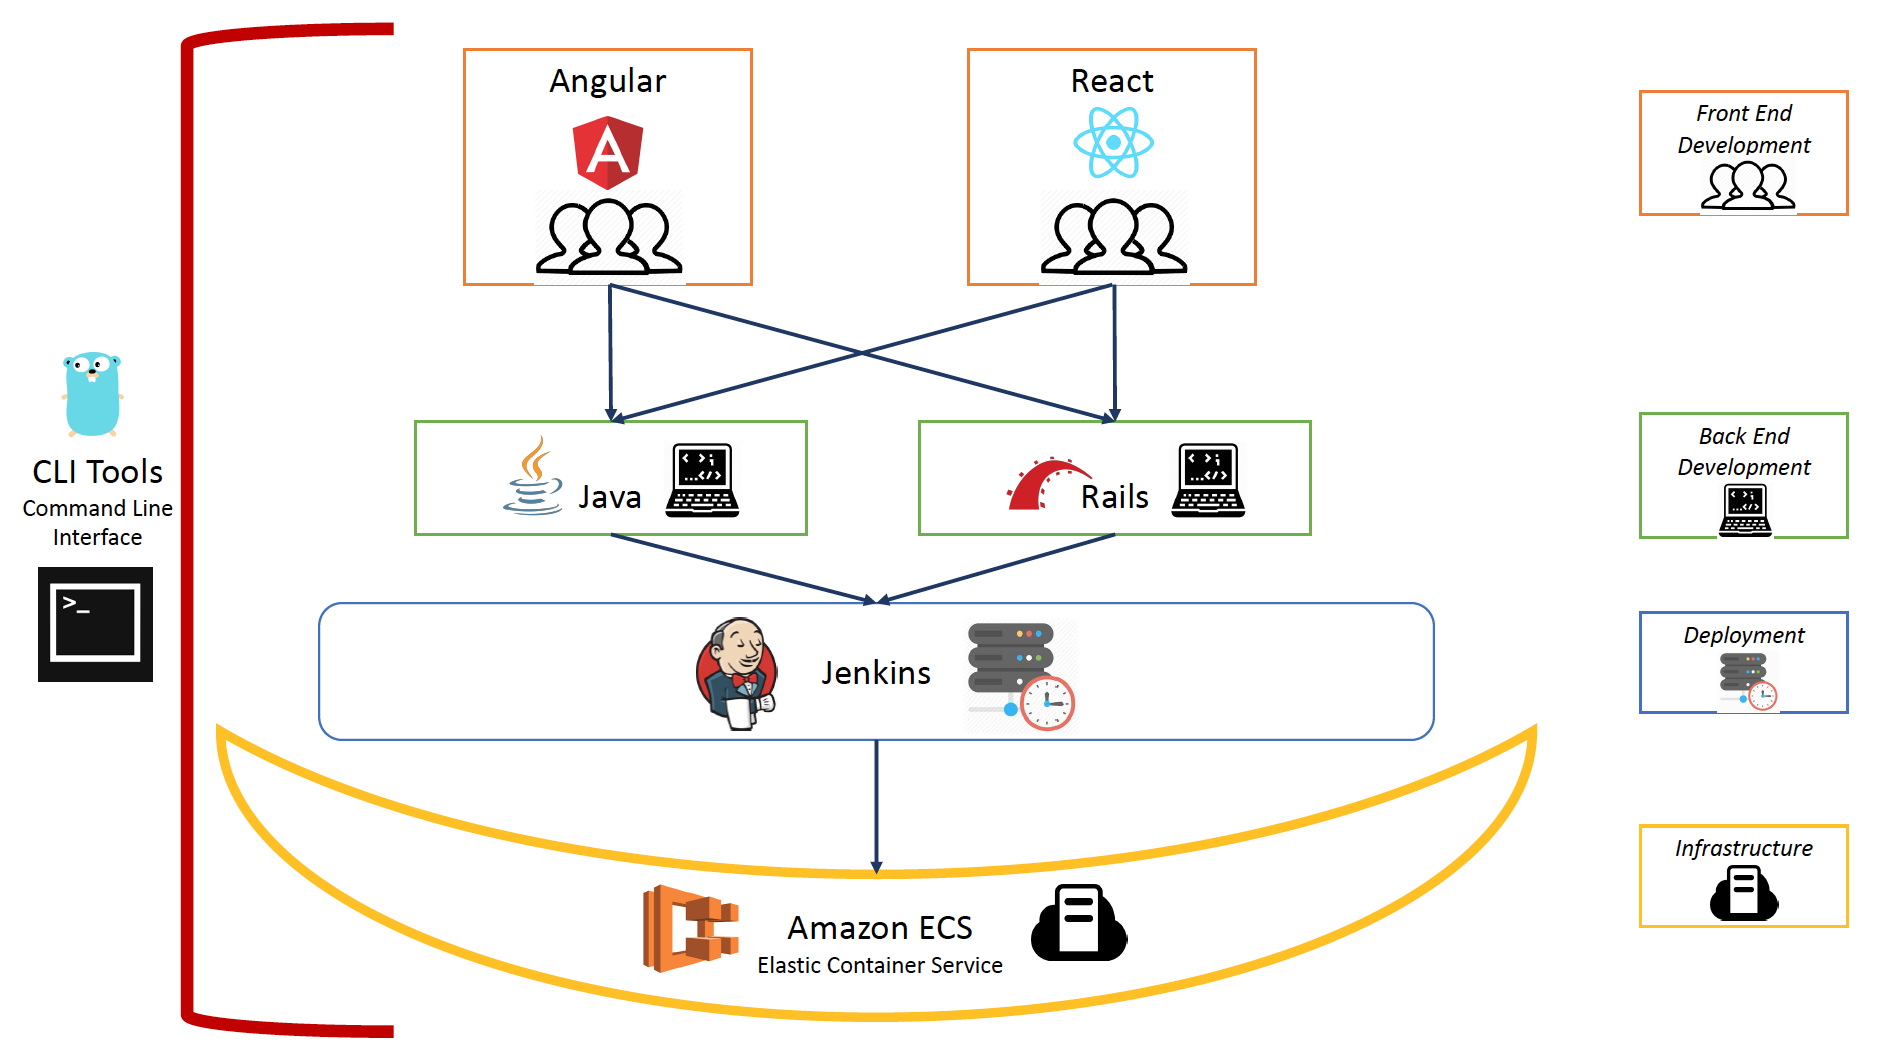 Angular
React
Front End
Development
CLI Tools
Command Line
Interface
>_
Java
< > ;
...</>
Rails
< > ;
...</>
Back End
Development
< > ;
...</>
Jenkins
Deployment
Amazon ECS
Elastic Container Service
Infrastructure